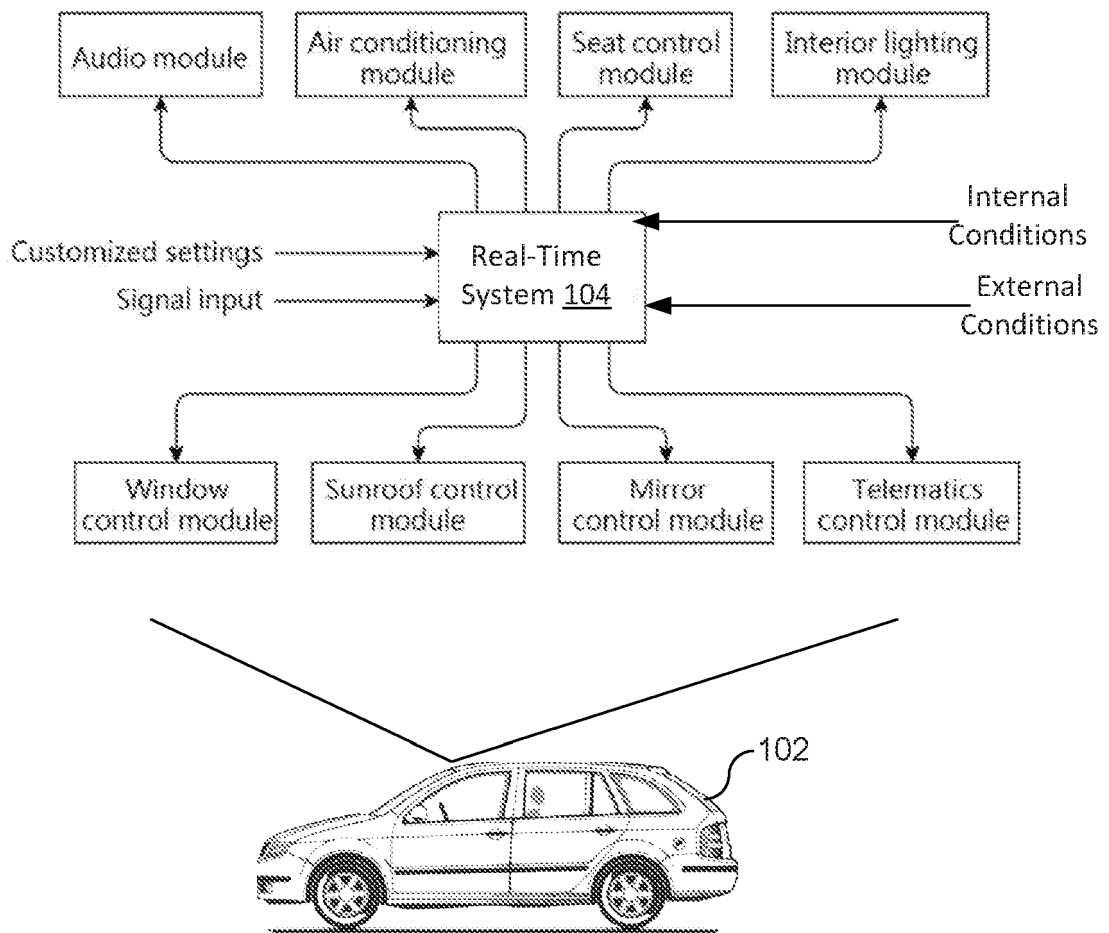 Audio module
Air conditioning
module
Seat control
module
Interior lighting
module
Customized settings
Signal input
Real-Time
System 104
Internal
Conditions
External
Conditions
Window
control module
Sunroof control
module
Mirror
control module
Telematics
control module
102